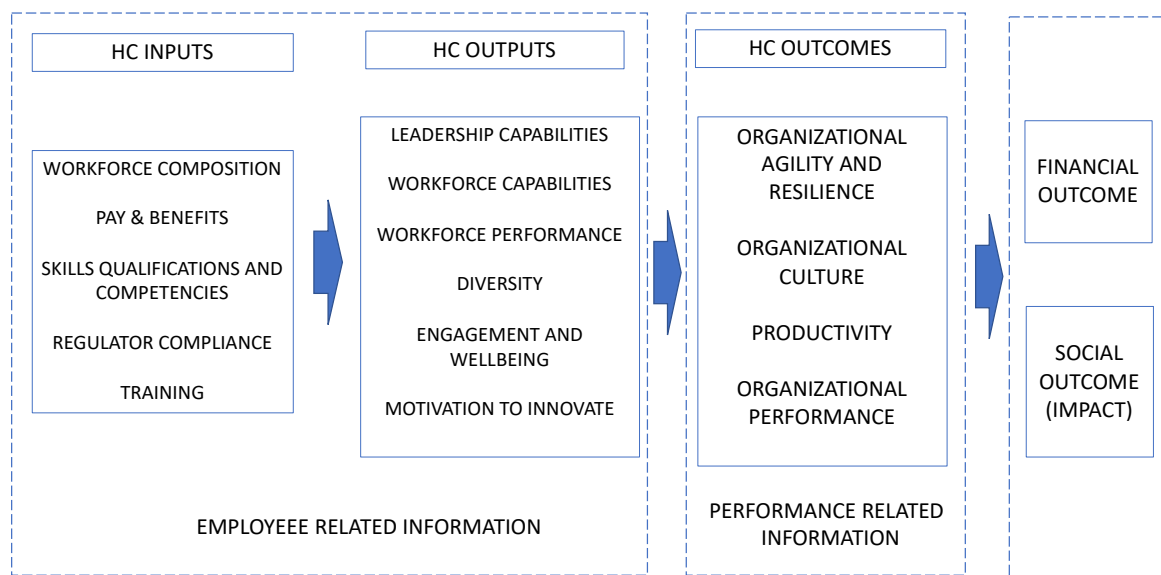 HC INPUTS
WORKFORCE COMPOSITION
PAY & BENEFITS
SKILLS QUALIFICATIONS AND
COMPETENCIES
REGULATOR COMPLIANCE
TRAINING
HC OUTPUTS
LEADERSHIP CAPABILITIES
WORKFORCE CAPABILITIES
WORKFORCE PERFORMANCE
DIVERSITY
ENGAGEMENT AND
WELLBEING
MOTIVATION TO INNOVATE
EMPLOYEEE RELATED INFORMATION
HC OUTCOMES
ORGANIZATIONAL
AGILITY AND
RESILIENCE
ORGANIZATIONAL
CULTURE
PRODUCTIVITY
ORGANIZATIONAL
PERFORMANCE
PERFORMANCE RELATED
INFORMATION
FINANCIAL
OUTCOME
SOCIAL
OUTCOME
(IMPACT)